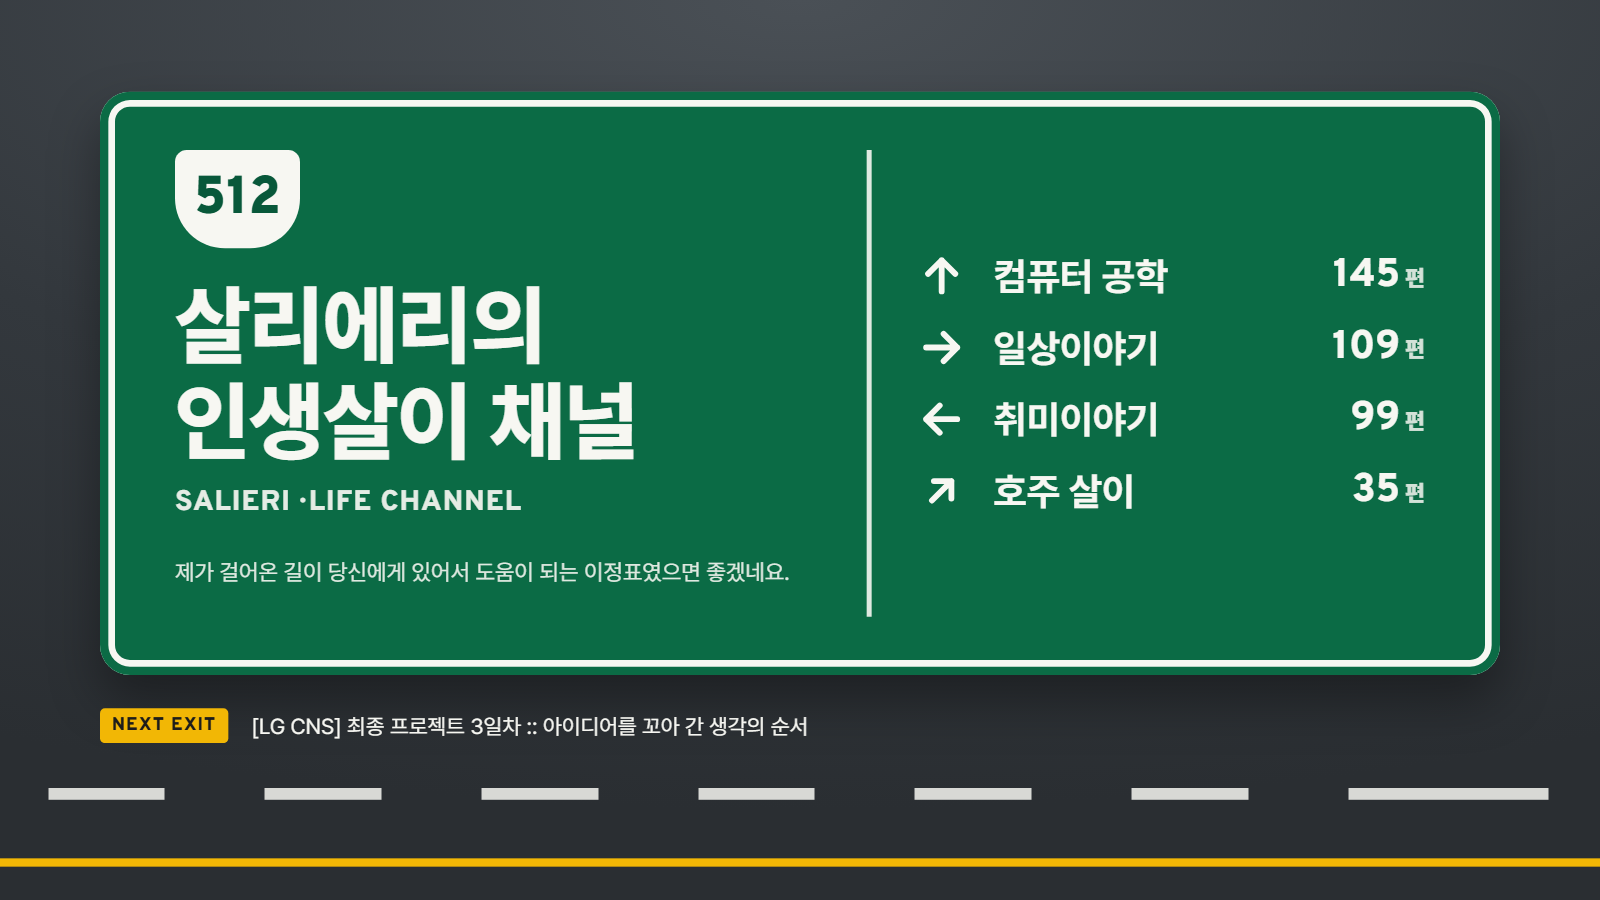 512
살리에리의
인생살이 채널
SALIERI ·LIFE CHANNEL
제가 걸어온 길이 당신에게 있어서 도움이 되는 이정표였으면 좋겠네요.
↑ 컴퓨터 공학 145 편
→ 일상이야기 109 편
← 취미이야기 99 편
↗ 호주 살이 35 편
NEXT EXIT [LG CNS] 최종 프로젝트 3일차 :: 아이디어를 꼬아 간 생각의 순서